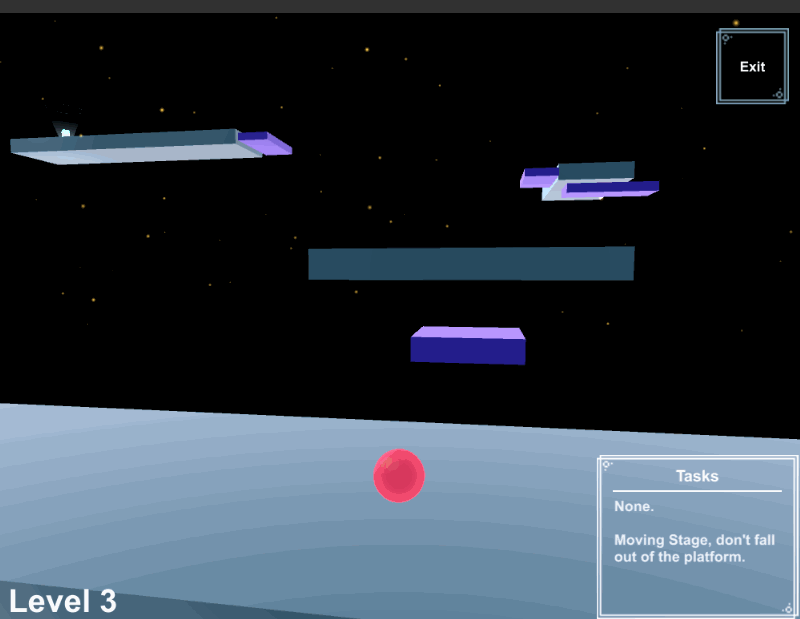 Exit
Tasks
None.
Moving Stage, don't fall
out of the platform.
Level 3